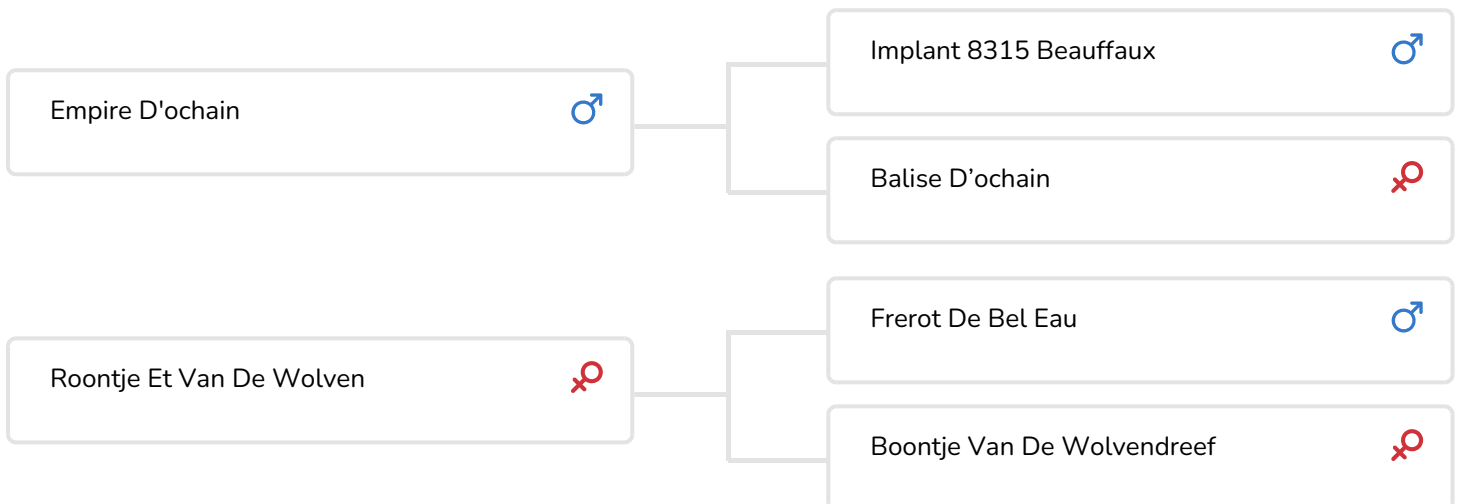 Implant 8315 Beauffaux
Empire D'ochain
Balise D’ochain
Frerot De Bel Eau
Roontje Et Van De Wolven
Boontje Van De Wolvendreef